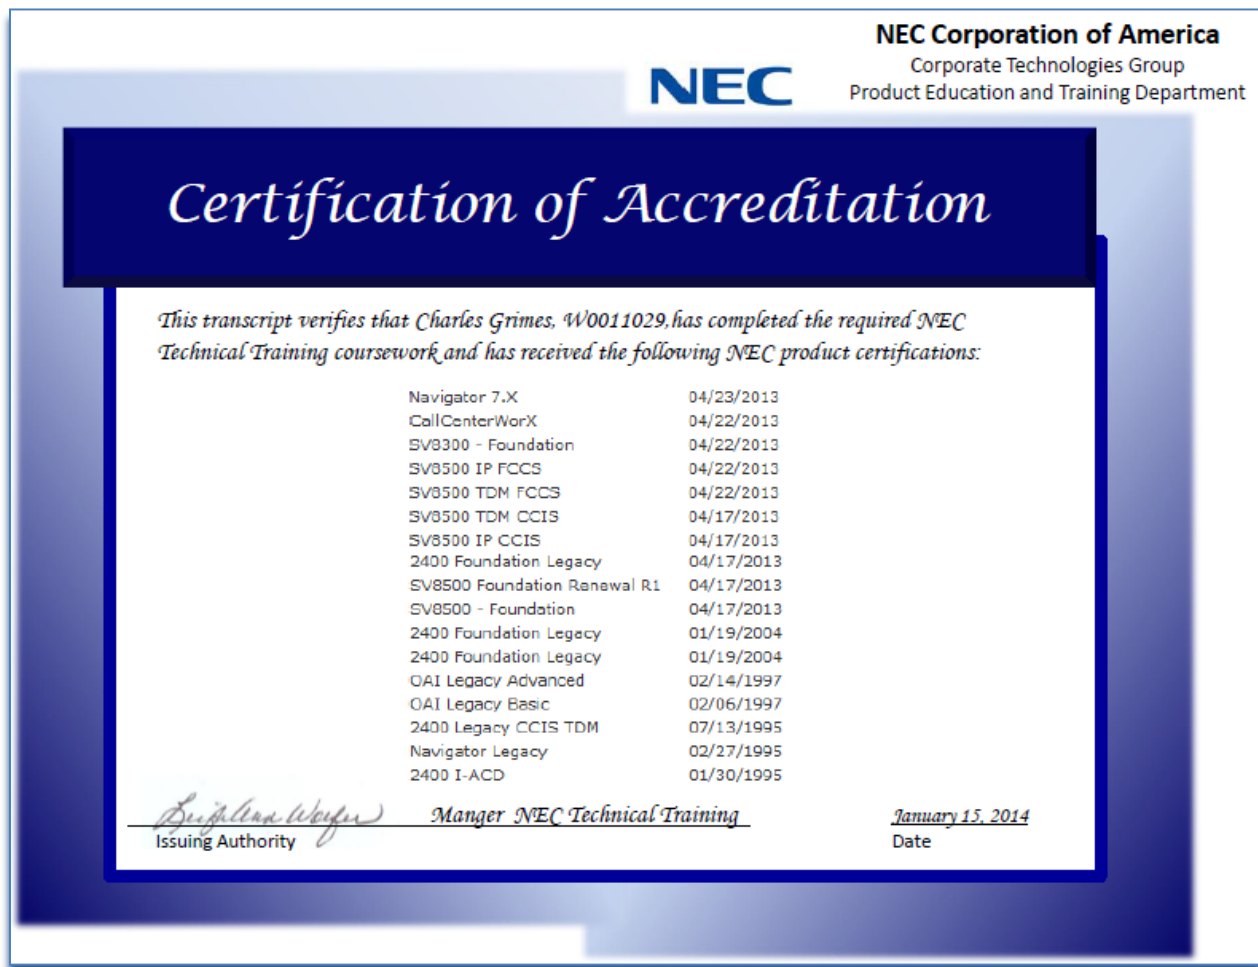 NEC Corporation of America
Corporate Technologies Group
Product Education and Training Department
NEC
Certification of Accreditation
This transcript verifies that Charles Grimes, W0011029,has completed the required NEC
Technical Training coursework and has received the following NEC product certifications:
Navigator 7.X 04/23/2013
CallCenterWorX 04/22/2013
SV8300 - Foundation 04/22/2013
SV8500 IP FCCS 04/22/2013
SV8500 TDM FCCS 04/22/2013
SV8500 TDM CCIS 04/17/2013
SV8500 IP CCIS 04/17/2013
2400 Foundation Legacy 04/17/2013
SV8500 Foundation Renewal R1 04/17/2013
SV8500 - Foundation 04/17/2013
2400 Foundation Legacy 01/19/2004
2400 Foundation Legacy 01/19/2004
OAI Legacy Advanced 02/14/1997
OAI Legacy Basic 02/06/1997
2400 Legacy CCIS TDM 07/13/1995
Navigator Legacy 02/27/1995
2400 I-ACD 01/30/1995
Manger NEC Technical Training January 15, 2014
Issuing Authority Date